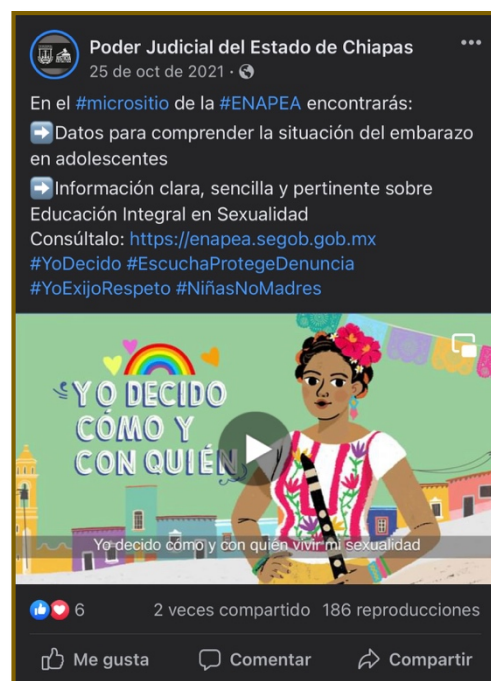 Poder Judicial del Estado de Chiapas
25 de oct de 2021 ·
En el #micrositio de la #ENAPEA encontrarás:
➡️Datos para comprender la situación del embarazo
en adolescentes
➡️Información clara, sencilla y pertinente sobre
Educación Integral en Sexualidad
Consúltalo: https://enapea.segob.gob.mx
#YoDecido #EscuchaProtegeDenuncia
#YoExijoRespeto #NiñasNoMadres
YO DECIDO
CÓMO Y
CON QUIÉN
Yo decido cómo y con quién vivir mi sexualidad
6 2 veces compartido 186 reproducciones
Me gusta Comentar Compartir